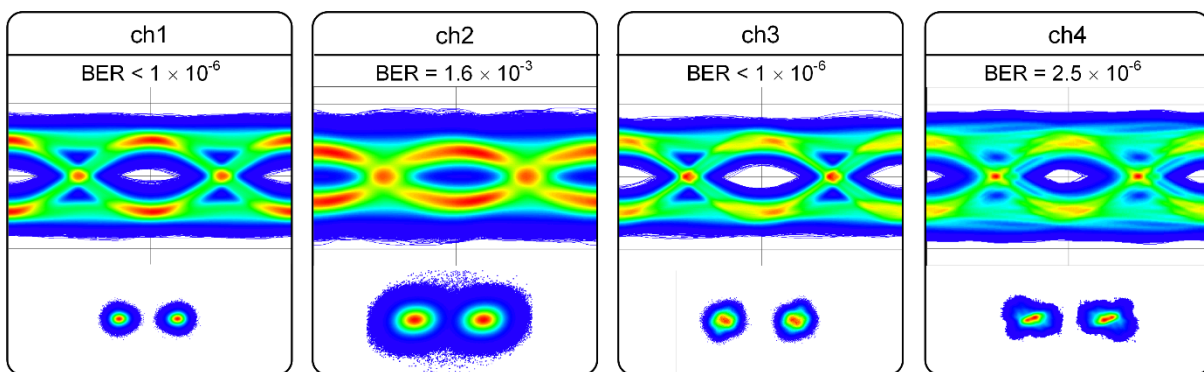 ch1
BER < 1 × 10⁻⁶
ch2
BER = 1.6 × 10⁻³
ch3
BER < 1 × 10⁻⁶
ch4
BER = 2.5 × 10⁻⁶